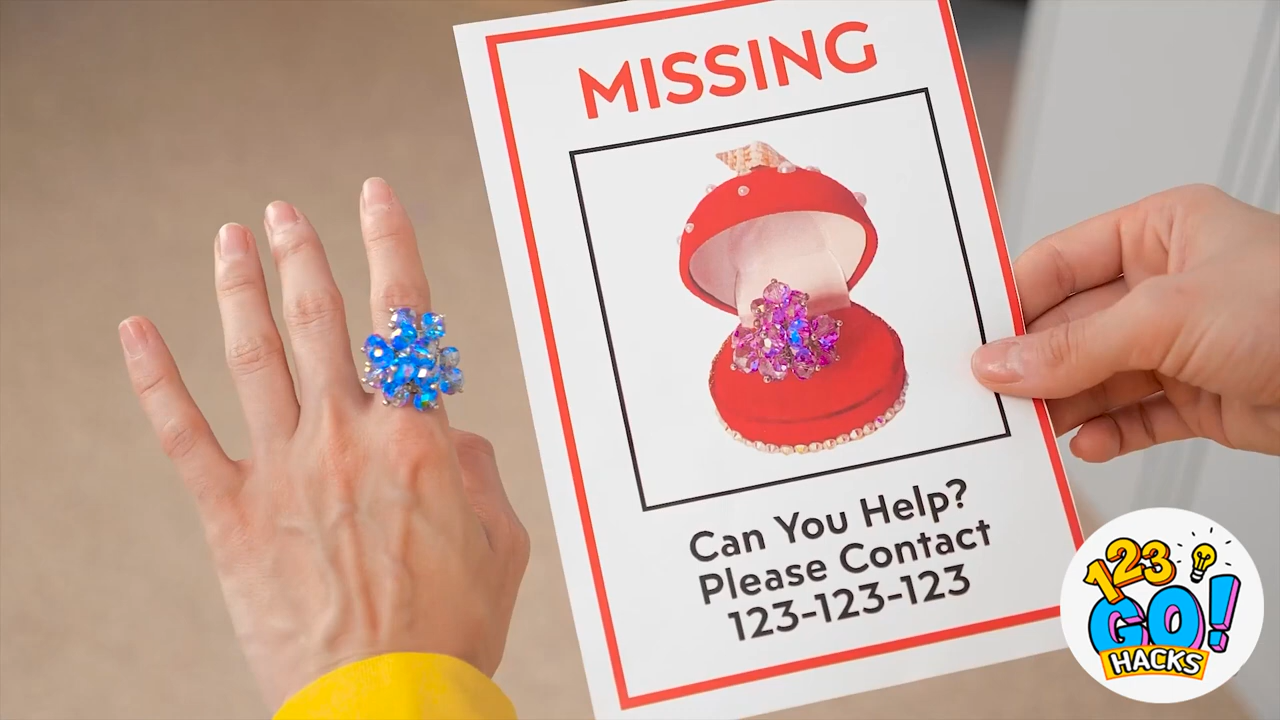 MISSING
Can You Help?
Please Contact
123-123-123
123
GO!
HACKS